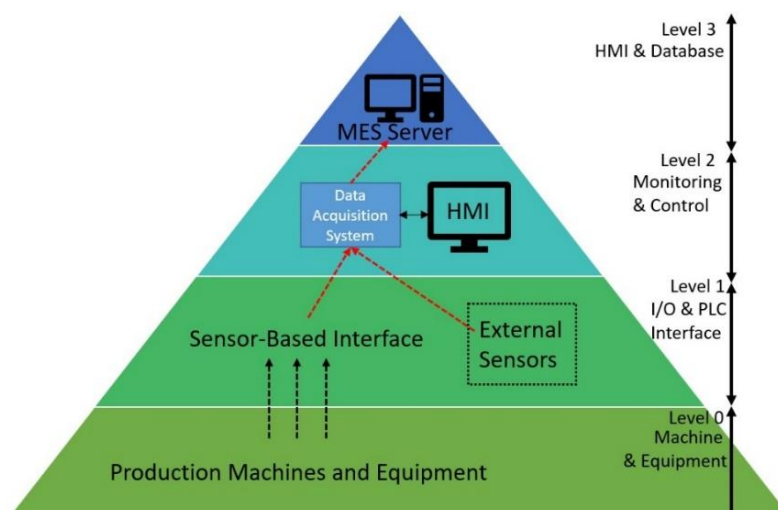 Level 3
HMI & Database
MES Server
Level 2
Monitoring
& Control
Data
Acquisition
System
HMI
Level 1
I/O & PLC
Interface
Sensor-Based Interface
External
Sensors
Level 0
Machine
& Equipment
Production Machines and Equipment